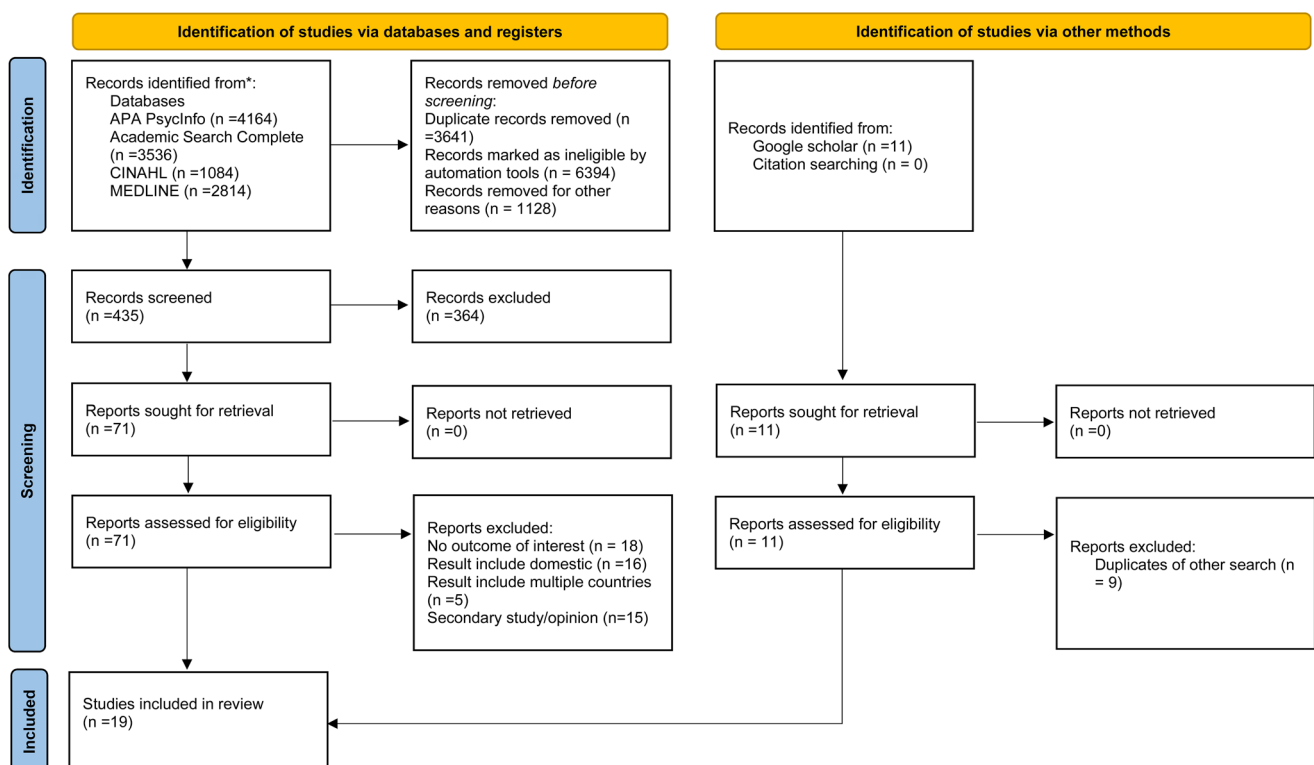 Identification of studies via databases and registers
Identification of studies via other methods
Identification
Records identified from*:
Databases
APA PsycInfo (n =4164)
Academic Search Complete
(n =3536)
CINAHL (n =1084)
MEDLINE (n =2814)
Records removed before
screening:
Duplicate records removed (n
=3641)
Records marked as ineligible by
automation tools (n = 6394)
Records removed for other
reasons (n = 1128)
Records identified from:
Google scholar (n =11)
Citation searching (n = 0)
Screening
Records screened
(n =435)
Records excluded
(n =364)
Reports sought for retrieval
(n =71)
Reports not retrieved
(n =0)
Reports sought for retrieval
(n =11)
Reports not retrieved
(n =0)
Reports assessed for eligibility
(n =71)
Reports excluded:
No outcome of interest (n = 18)
Result include domestic (n =16)
Result include multiple countries
(n =5)
Secondary study/opinion (n=15)
Reports assessed for eligibility
(n = 11)
Reports excluded:
Duplicates of other search (n
= 9)
Included
Studies included in review
(n =19)